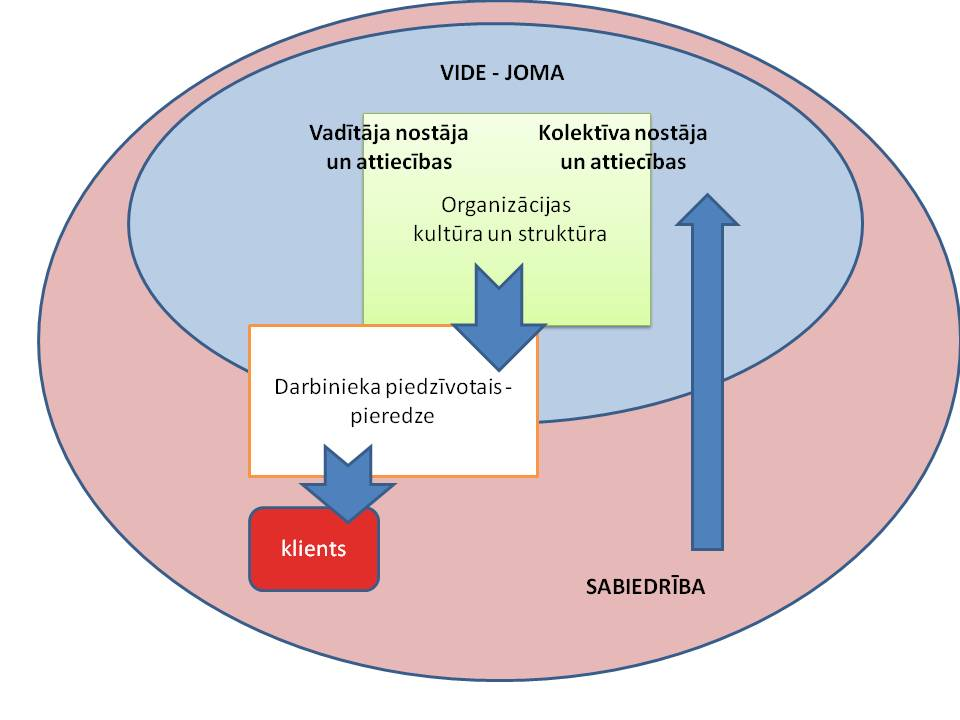 VIDE - JOMA
Vadītāja nostāja
un attiecības
Kolektīva nostāja
un attiecības
Organizācijas
kultūra un struktūra
Darbinieka piedzīvotais -
pieredze
klients
SABIEDRĪBA